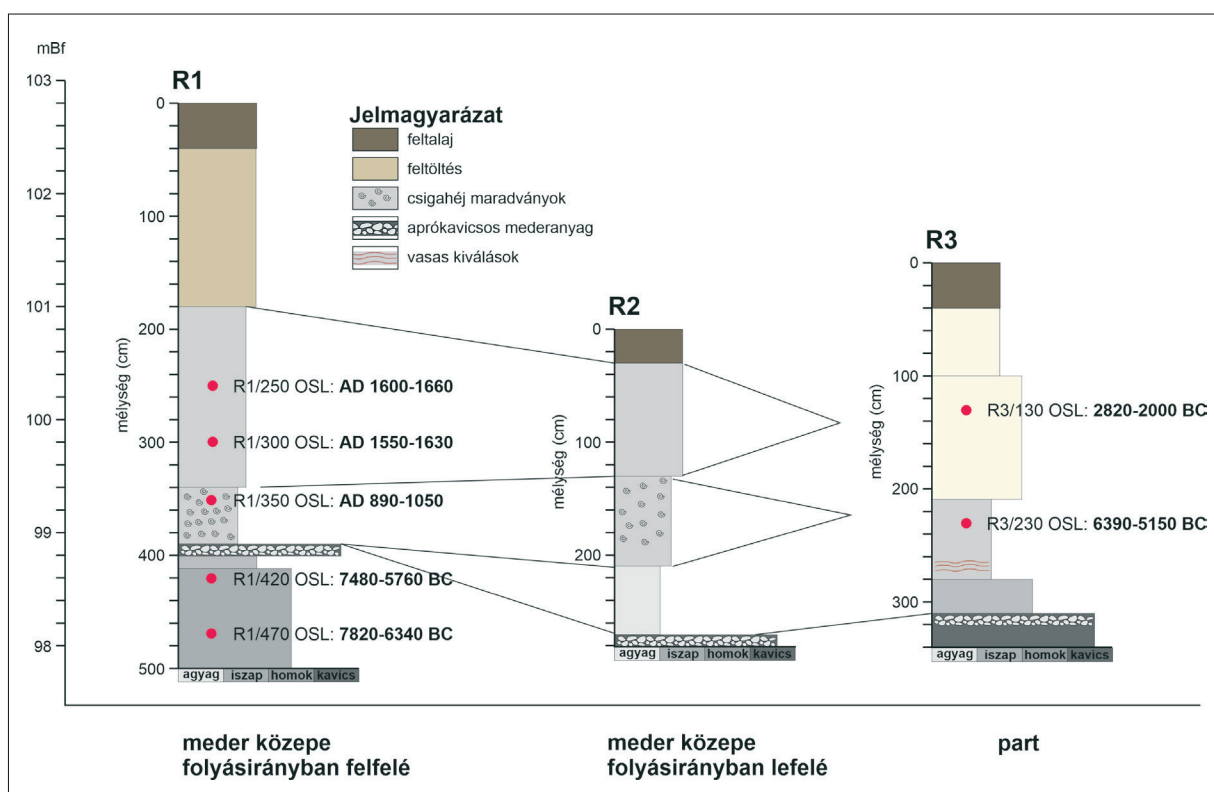 mBf
103
102
101
100
99
98
R1
0
100
200
300
400
500
mélység (cm)
R1/250 OSL: AD 1600-1660
R1/300 OSL: AD 1550-1630
R1/350 OSL: AD 890-1050
R1/420 OSL: 7480-5760 BC
R1/470 OSL: 7820-6340 BC
agyag iszap homok kavics
Jelmagyarázat
feltalaj
feltöltés
csigahéj maradványok
aprókavicsos mederanyag
vasas kiválások
R2
0
100
200
mélység (cm)
agyag iszap homok kavics
R3
0
100
200
300
mélység (cm)
R3/130 OSL: 2820-2000 BC
R3/230 OSL: 6390-5150 BC
agyag iszap homok kavics
meder közepe
folyásirányban felfelé
meder közepe
folyásirányban lefelé
part